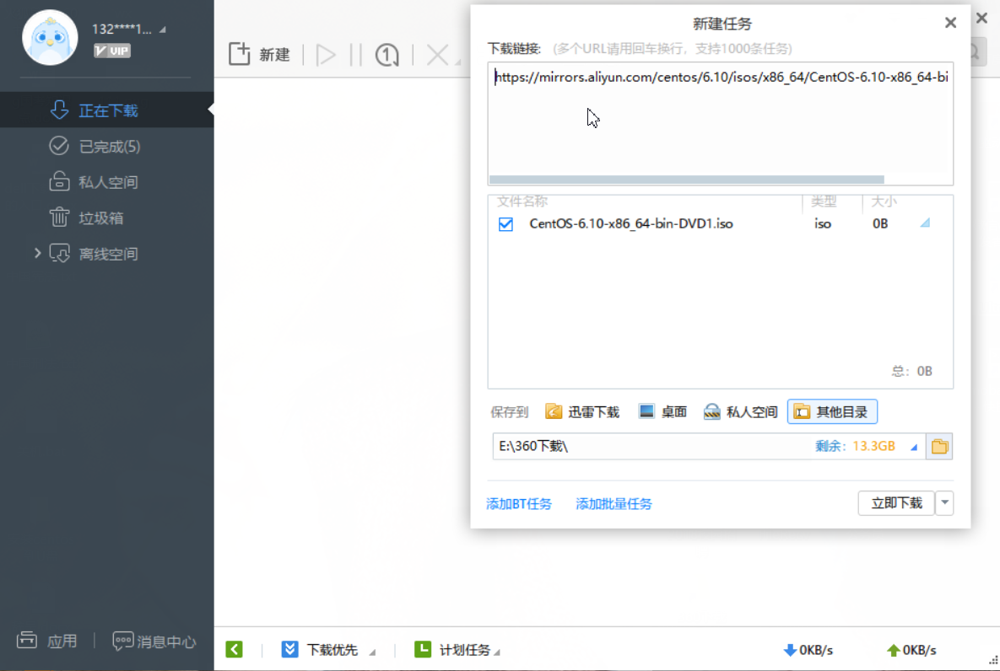 132****1...
VIP
正在下载
已完成(5)
私人空间
垃圾箱
离线空间
应用
消息中心
新建
新建任务
下载链接:
(多个URL请用回车换行，支持1000条任务)
https://mirrors.aliyun.com/centos/6.10/isos/x86_64/CentOS-6.10-x86_64-bi
文件名称 类型 大小
CentOS-6.10-x86_64-bin-DVD1.iso iso 0B
总: 0B
保存到 迅雷下载 桌面 私人空间 其他目录
E:\360下载\ 剩余: 13.3GB
添加BT任务 添加批量任务 立即下载
下载优先 计划任务 0KB/s 0KB/s